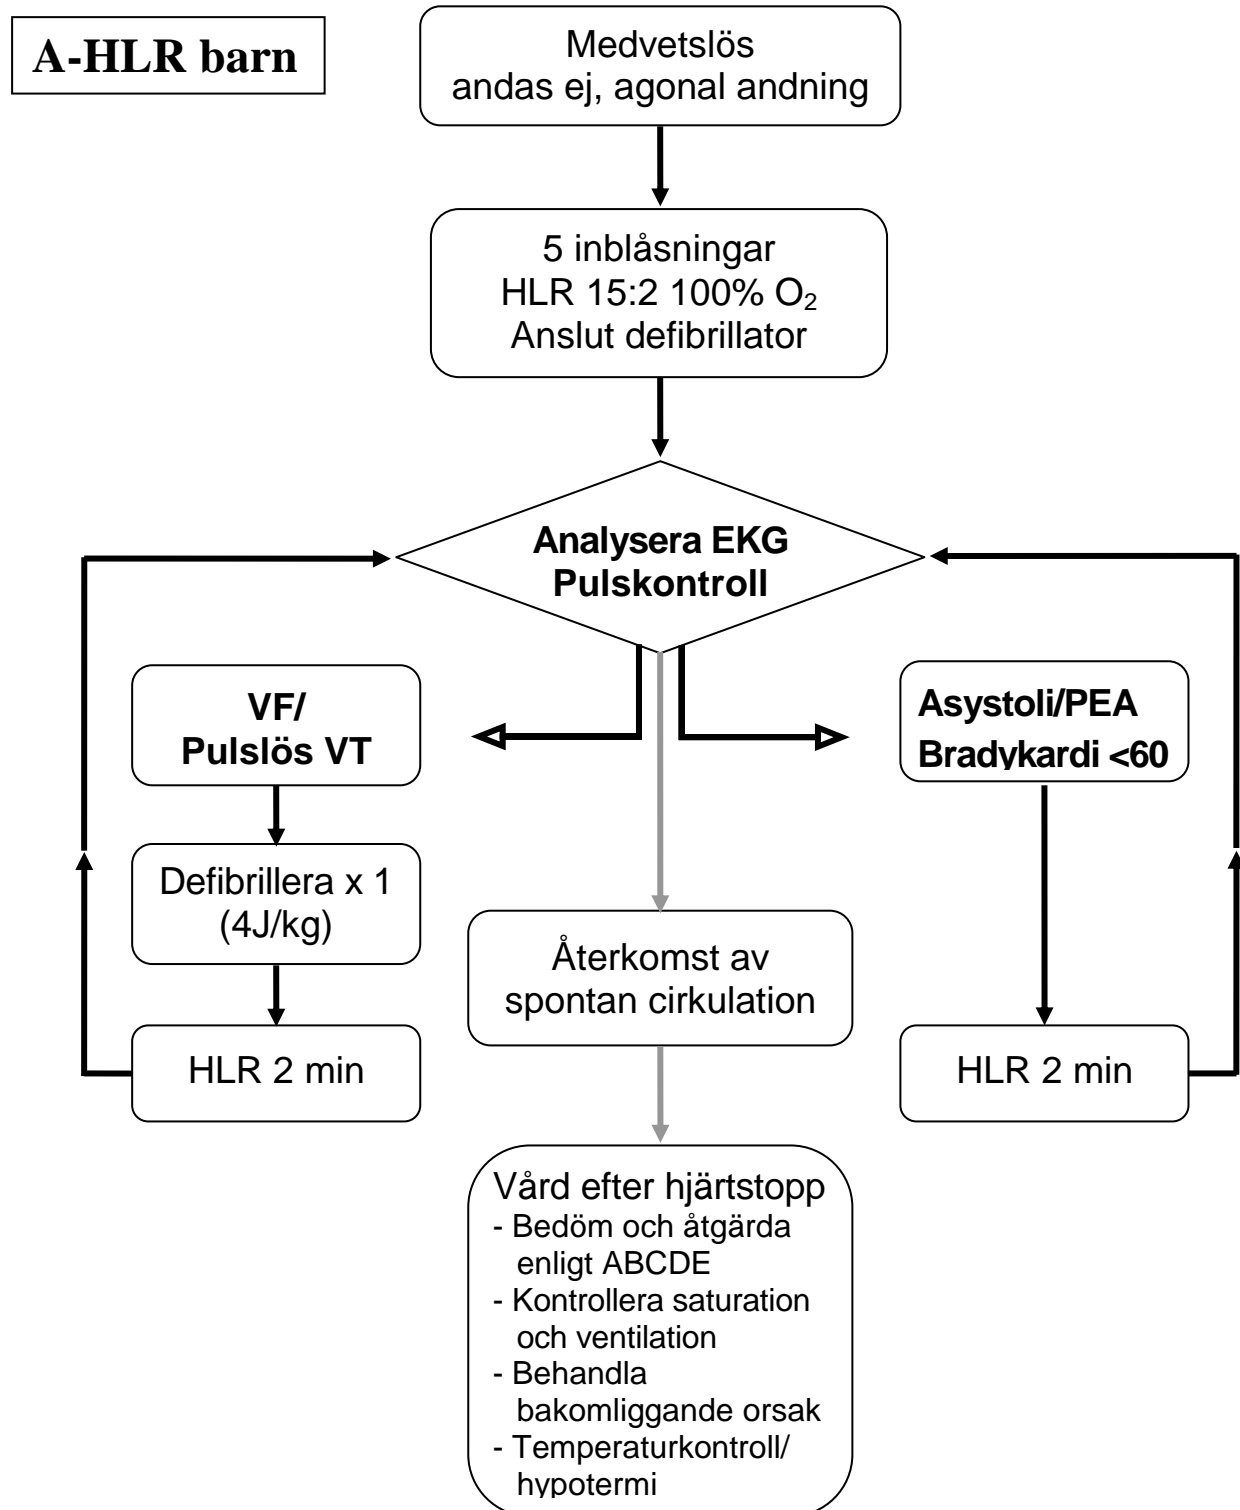 A-HLR barn
Medvetslös
andas ej, agonal andning
5 inblåsningar
HLR 15:2 100% O₂
Anslut defibrillator
Analysera EKG
Pulskontroll
VF/
Pulslös VT
Defibrillera x 1
(4J/kg)
HLR 2 min
Återkomst av
spontan cirkulation
Asystoli/PEA
Bradykardi <60
HLR 2 min
Vård efter hjärtstopp
- Bedöm och åtgärda
enligt ABCDE
- Kontrollera saturation
och ventilation
- Behandla
bakomliggande orsak
- Temperaturkontroll/
hypotermi